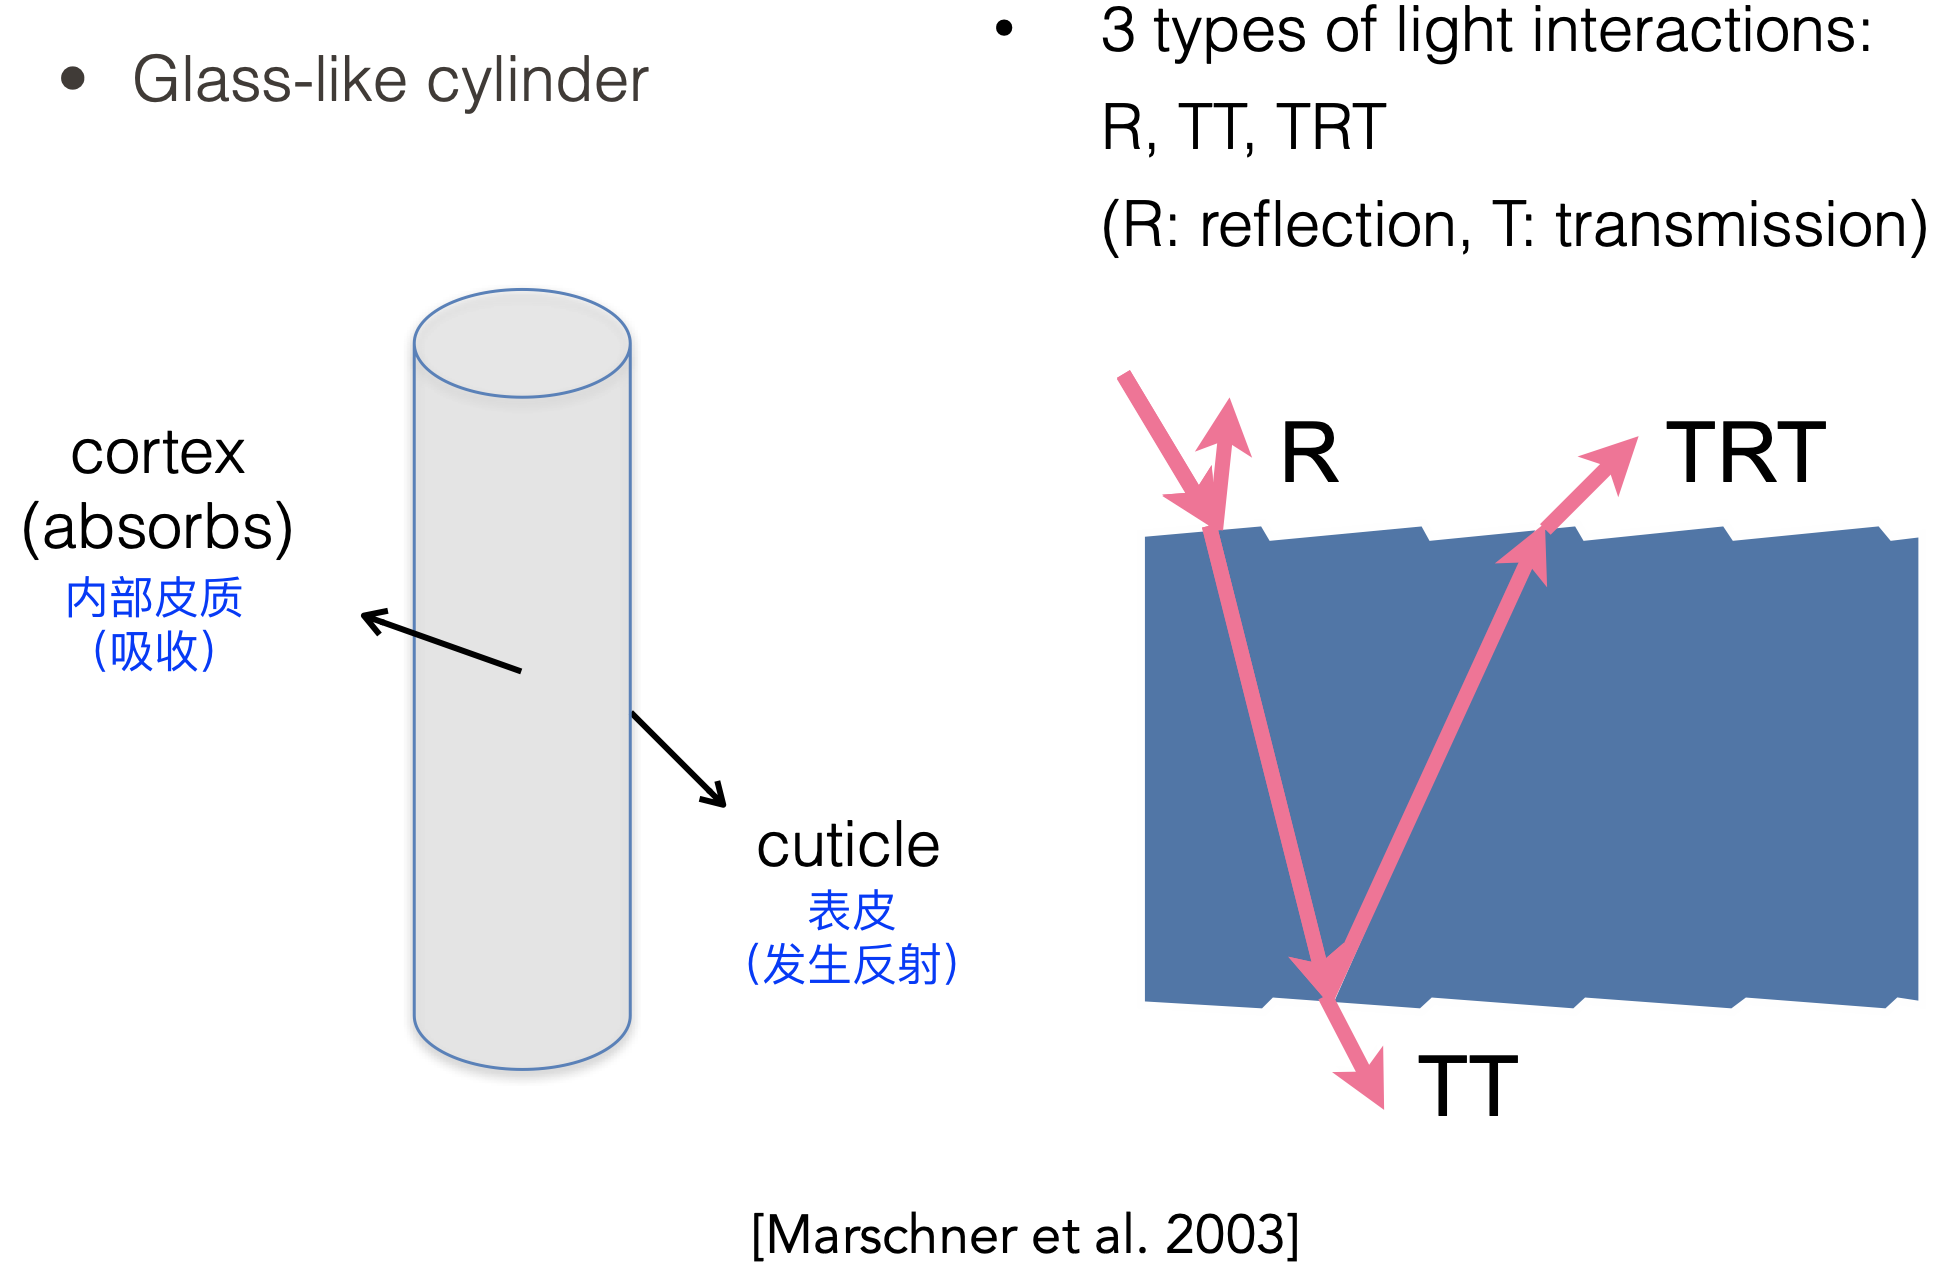 • Glass-like cylinder
cortex
(absorbs)
内部皮质
(吸收)
cuticle
表皮
(发生反射)
• 3 types of light interactions:
R, TT, TRT
(R: reflection, T: transmission)
R
TRT
TT
[Marschner et al. 2003]